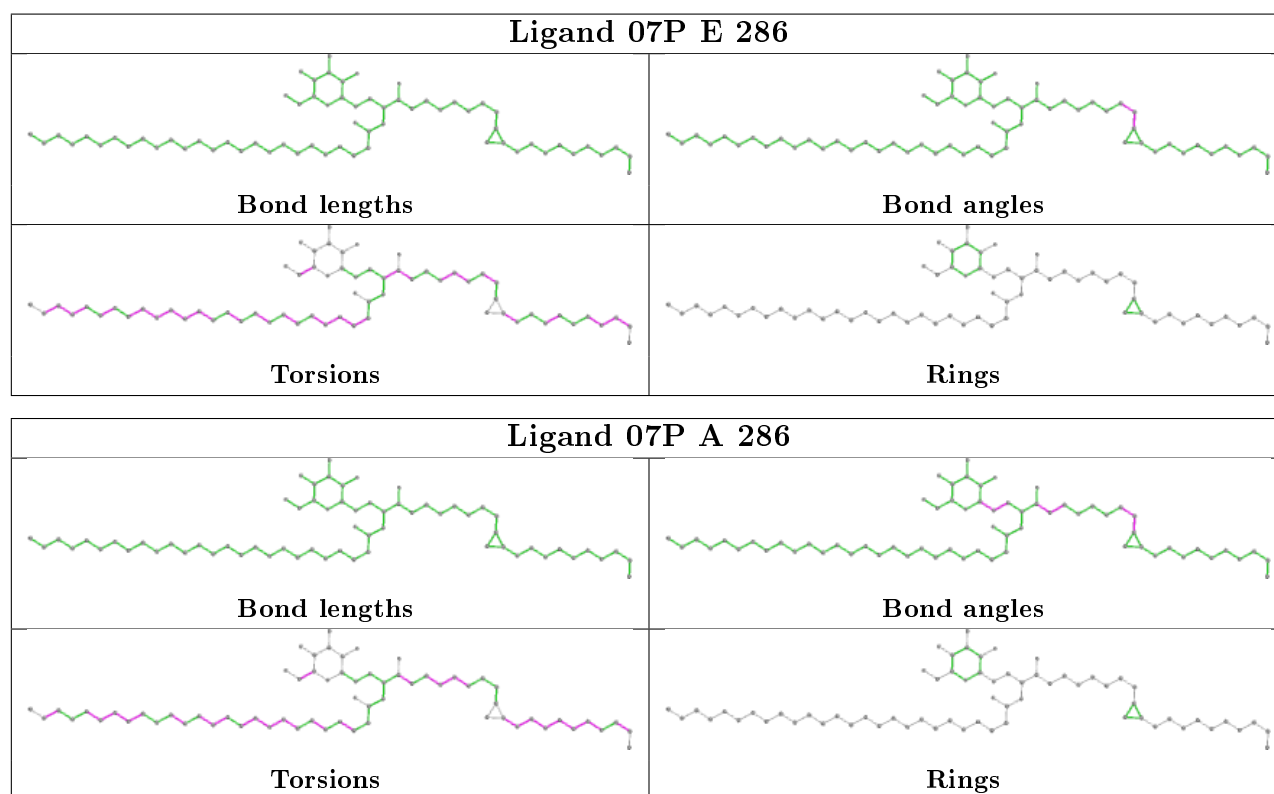 Ligand 07P E 286
Bond lengths
Bond angles
Torsions
Rings
Ligand 07P A 286
Bond lengths
Bond angles
Torsions
Rings